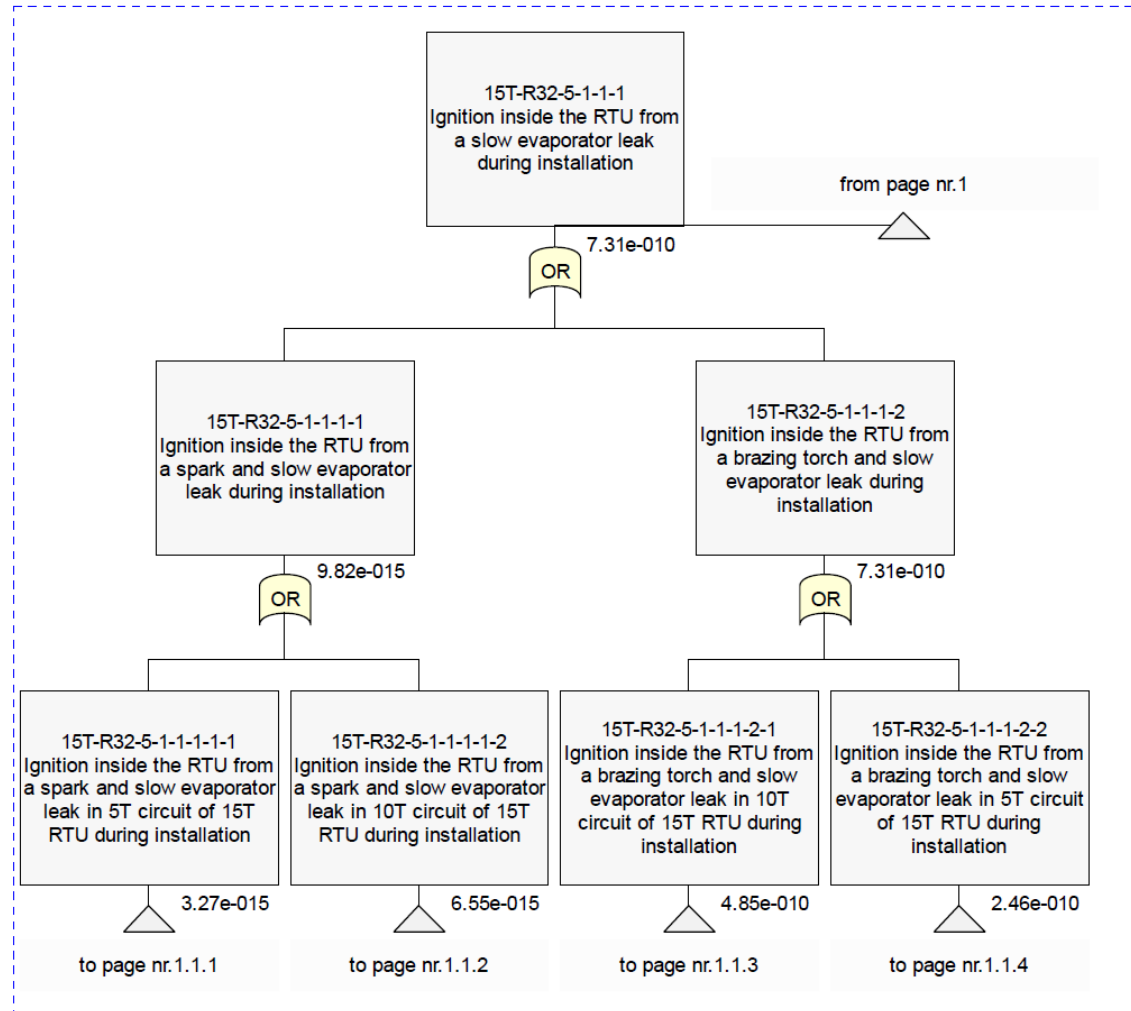 15T-R32-5-1-1-1
Ignition inside the RTU from
a slow evaporator leak
during installation
from page nr.1
7.31e-010
OR
15T-R32-5-1-1-1-1
Ignition inside the RTU from
a spark and slow evaporator
leak during installation
15T-R32-5-1-1-1-2
Ignition inside the RTU from
a brazing torch and slow
evaporator leak during
installation
9.82e-015
OR
7.31e-010
OR
15T-R32-5-1-1-1-1-1
Ignition inside the RTU from
a spark and slow evaporator
leak in 5T circuit of 15T
RTU during installation
15T-R32-5-1-1-1-1-2
Ignition inside the RTU from
a spark and slow evaporator
leak in 10T circuit of 15T
RTU during installation
15T-R32-5-1-1-1-2-1
Ignition inside the RTU from
a brazing torch and slow
evaporator leak in 10T
circuit of 15T RTU during
installation
15T-R32-5-1-1-1-2-2
Ignition inside the RTU from
a brazing torch and slow
evaporator leak in 5T circuit
of 15T RTU during
installation
3.27e-015
6.55e-015
4.85e-010
2.46e-010
to page nr.1.1.1
to page nr.1.1.2
to page nr.1.1.3
to page nr.1.1.4